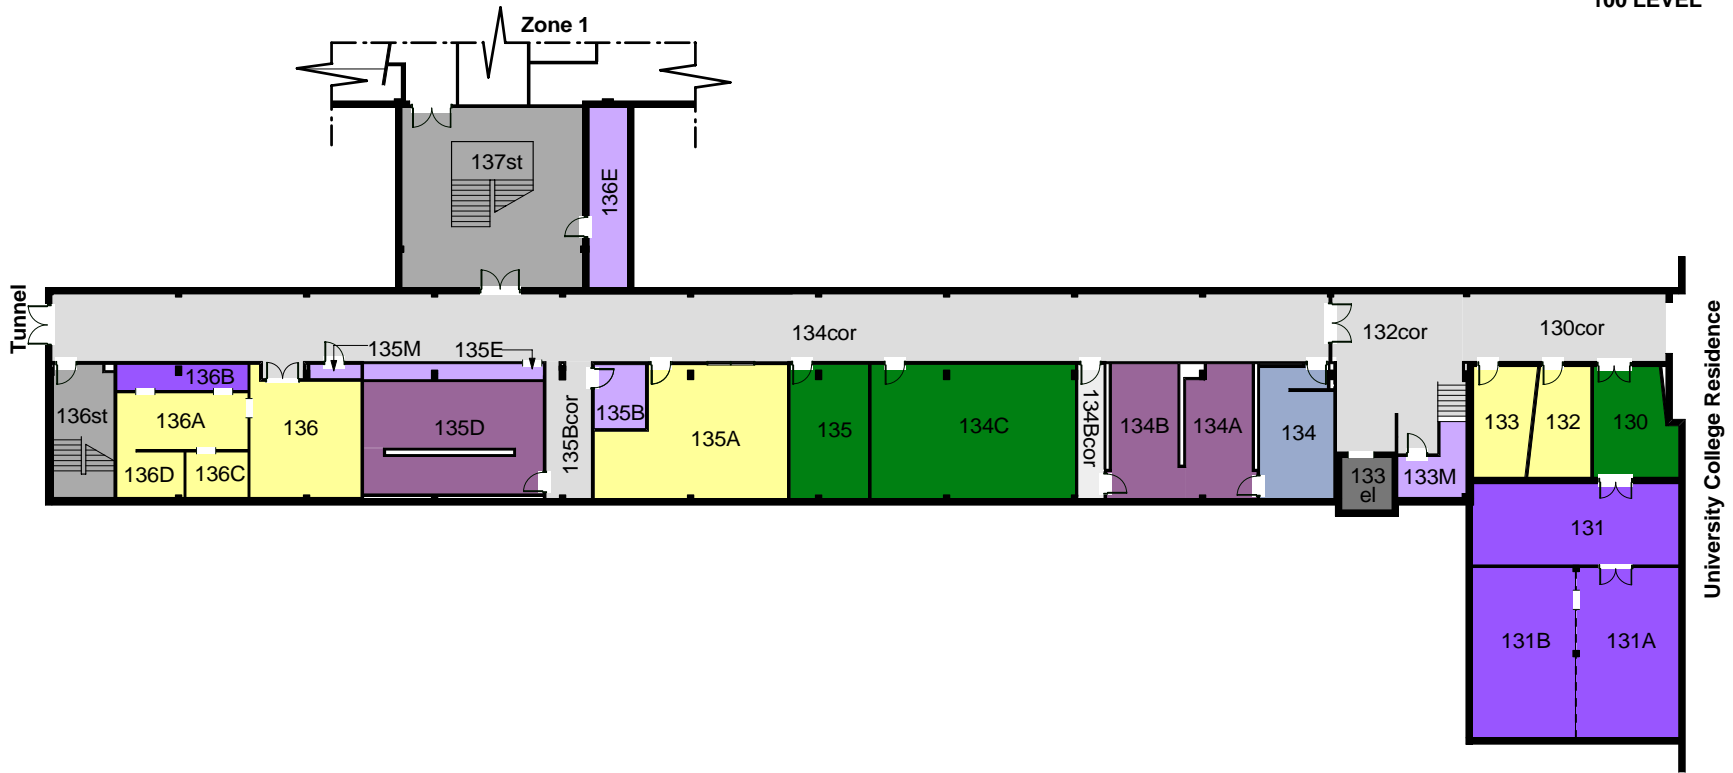 100 LEVEL
Zone 1
137st
136E
Tunnel
134cor
132cor
130cor
135M
135E
136B
136st
136A
136
135D
135Bcor
135B
135A
135
134C
134Bcor
134B
134A
134
133
132
130
136D
136C
133
el
133M
131
131B
131A
University College Residence